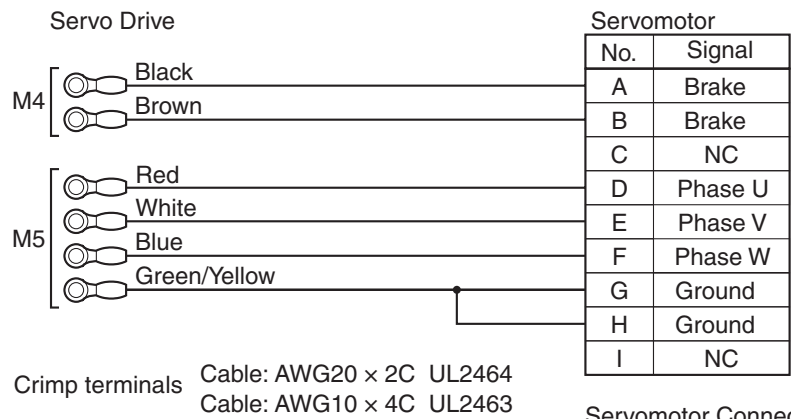 Servo Drive
Servomotor
No. Signal
M4
Black
A Brake
Brown
B Brake
C NC
M5
Red
D Phase U
White
E Phase V
Blue
F Phase W
Green/Yellow
G Ground
H Ground
I NC
Crimp terminals
Cable: AWG20 × 2C UL2464
Cable: AWG10 × 4C UL2463
Servomotor